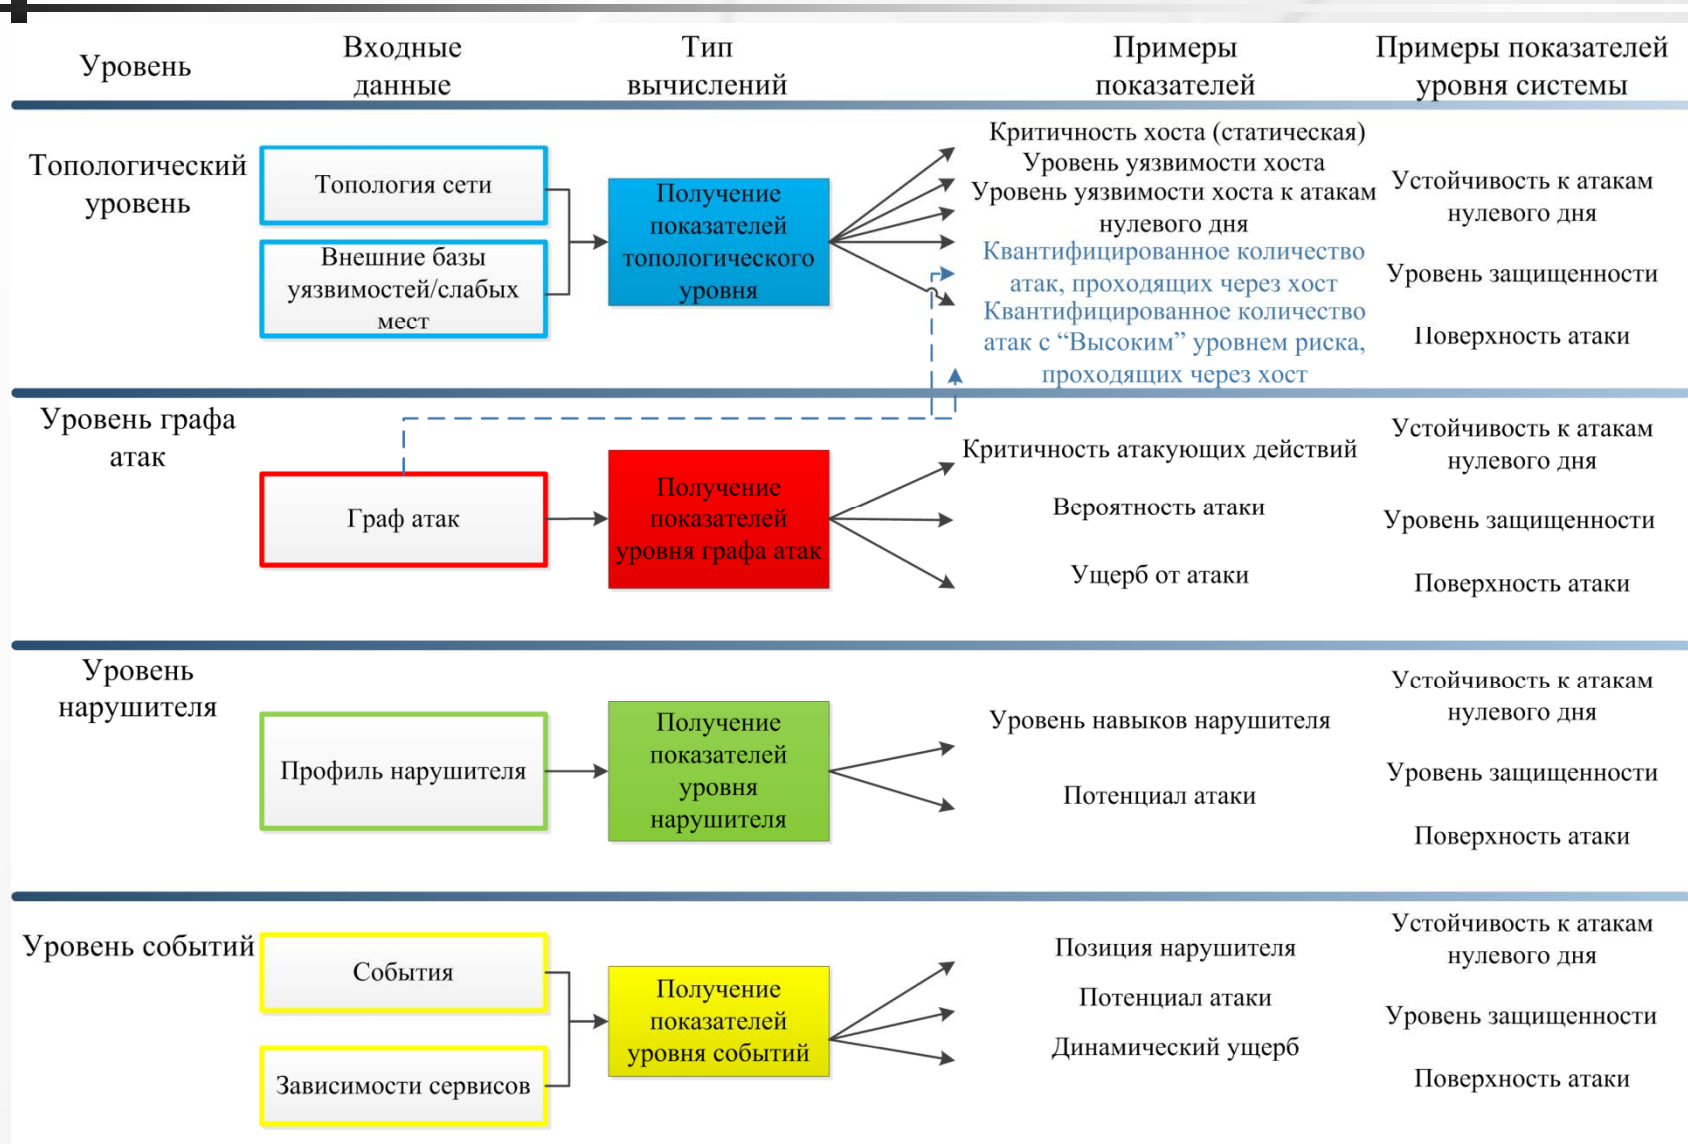 Уровень
Входные
данные
Тип
вычислений
Примеры
показателей
Примеры показателей
уровня системы
Топологический
уровень
Топология сети
Внешние базы
уязвимостей/слабых
мест
Получение
показателей
топологического
уровня
Критичность хоста (статическая)
Уровень уязвимости хоста
Уровень уязвимости хоста к атакам
нулевого дня
Квантифицированное количество
атак, проходящих через хост
Квантифицированное количество
атак с “Высоким” уровнем риска,
проходящих через хост
Устойчивость к атакам
нулевого дня
Уровень защищенности
Поверхность атаки
Уровень графа
атак
Граф атак
Получение
показателей
уровня графа атак
Критичность атакующих действий
Вероятность атаки
Ущерб от атаки
Устойчивость к атакам
нулевого дня
Уровень защищенности
Поверхность атаки
Уровень
нарушителя
Профиль нарушителя
Получение
показателей
уровня
нарушителя
Уровень навыков нарушителя
Потенциал атаки
Устойчивость к атакам
нулевого дня
Уровень защищенности
Поверхность атаки
Уровень событий
События
Зависимости сервисов
Получение
показателей
уровня событий
Позиция нарушителя
Потенциал атаки
Динамический ущерб
Устойчивость к атакам
нулевого дня
Уровень защищенности
Поверхность атаки